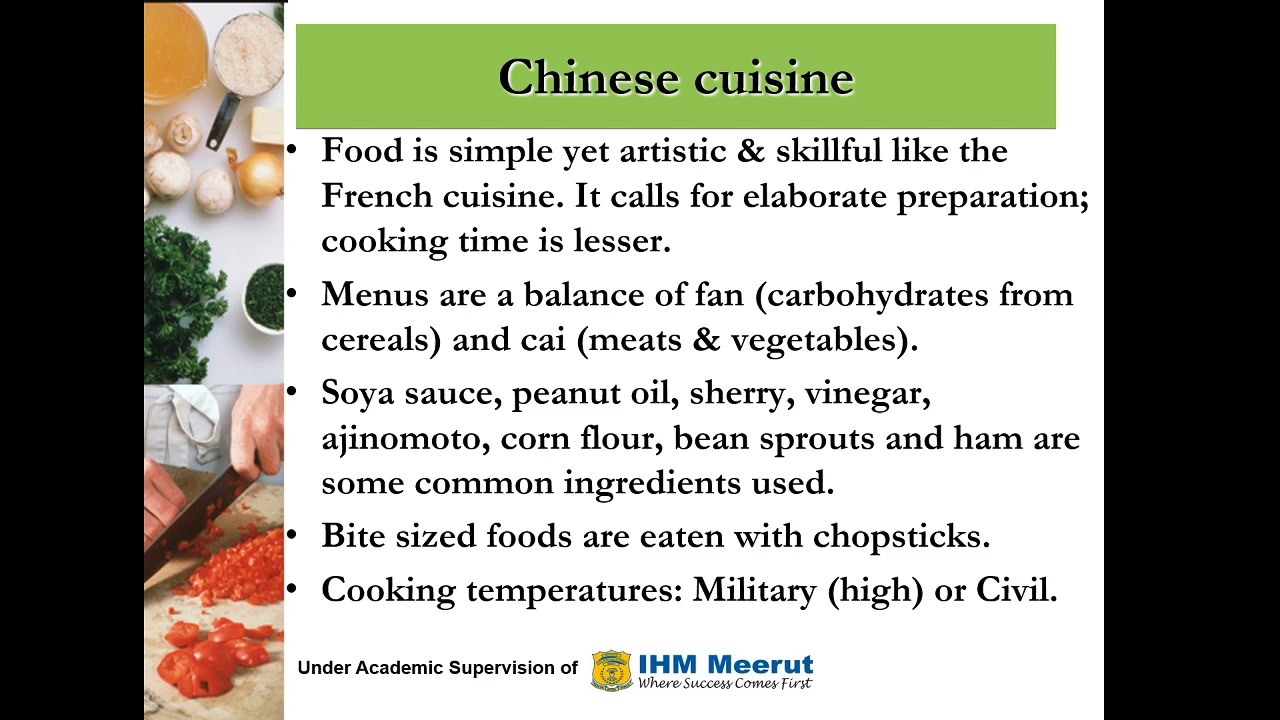 Chinese cuisine
• Food is simple yet artistic & skillful like the
French cuisine. It calls for elaborate preparation;
cooking time is lesser.
• Menus are a balance of fan (carbohydrates from
cereals) and cai (meats & vegetables).
• Soya sauce, peanut oil, sherry, vinegar,
ajinomoto, corn flour, bean sprouts and ham are
some common ingredients used.
• Bite sized foods are eaten with chopsticks.
• Cooking temperatures: Military (high) or Civil.
Under Academic Supervision of
IHM Meerut
Where Success Comes First